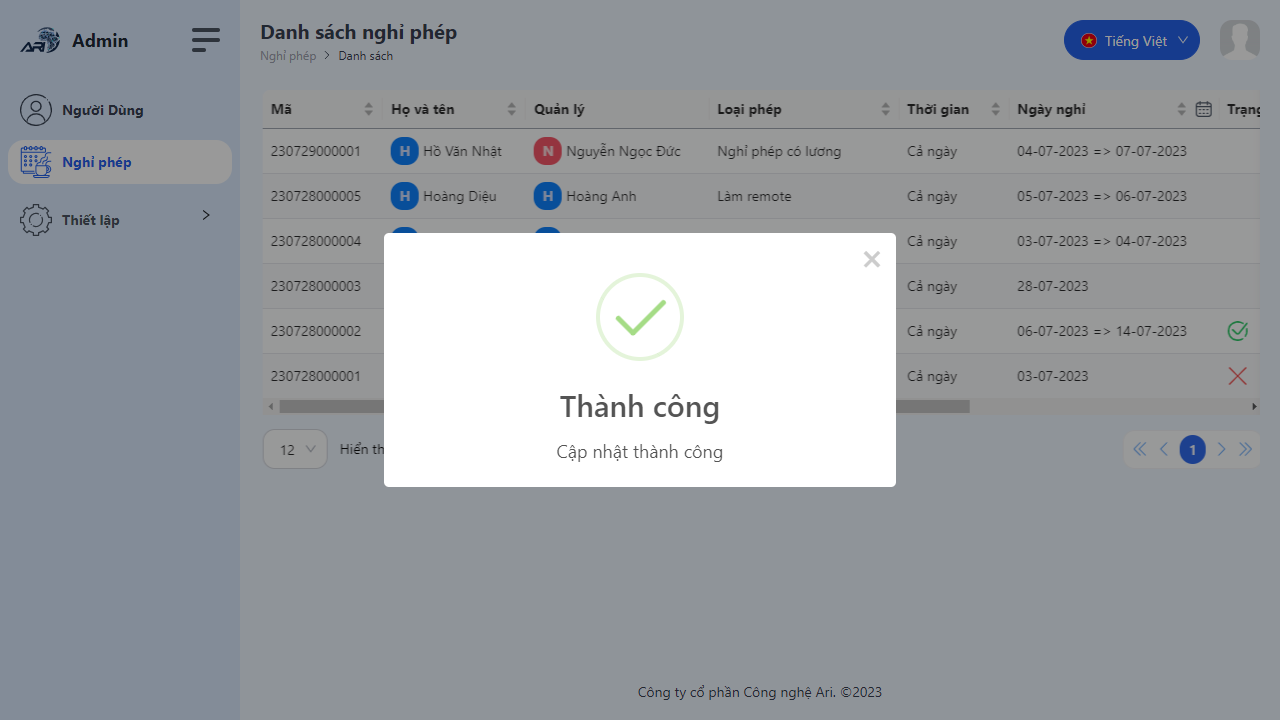 ARI Admin
Người Dùng
Nghỉ phép
Thiết lập
Danh sách nghỉ phép
Nghỉ phép > Danh sách
Tiếng Việt
Mã Họ và tên Quản lý Loại phép Thời gian Ngày nghỉ
230729000001 H Hồ Văn Nhật N Nguyễn Ngọc Đức Nghỉ phép có lương Cả ngày 04-07-2023 => 07-07-2023
230728000005 H Hoàng Diệu H Hoàng Anh Làm remote Cả ngày 05-07-2023 => 06-07-2023
230728000004 Cả ngày 03-07-2023 => 04-07-2023
230728000003 Cả ngày 28-07-2023
230728000002 Cả ngày 06-07-2023 => 14-07-2023
230728000001 Cả ngày 03-07-2023
12 Hiển
1
Thành công
Cập nhật thành công
Công ty cổ phần Công nghệ Ari. ©2023